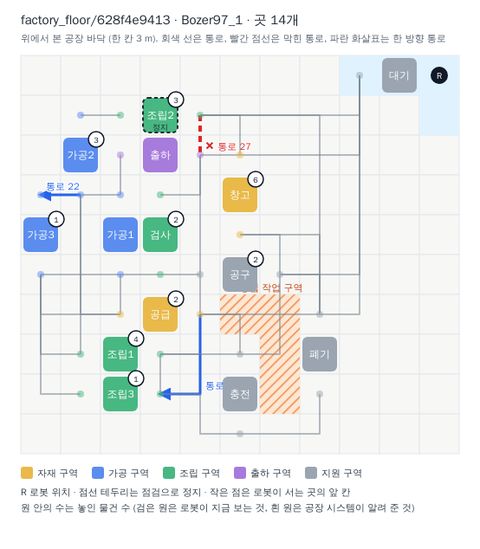 factory_floor/628f4e9413 · Bozer97_1 · 곳 14개
위에서 본 공장 바닥 (한 칸 3 m). 회색 선은 통로, 빨간 점선은 막힌 통로, 파란 화살표는 한 방향 통로
대기
R
3
조립2
정지
통로 27
3
가공2
출하
통로 22
6
창고
1
가공3
가공1
2
검사
2
공구
작업 구역
2
공급
4
조립1
폐기
1
조립3
통로
충전
자재 구역
가공 구역
조립 구역
출하 구역
지원 구역
R 로봇 위치 · 점선 테두리는 점검으로 정지 · 작은 점은 로봇이 서는 곳의 앞 칸
원 안의 수는 놓인 물건 수 (검은 원은 로봇이 지금 보는 것, 흰 원은 공장 시스템이 알려 준 것)